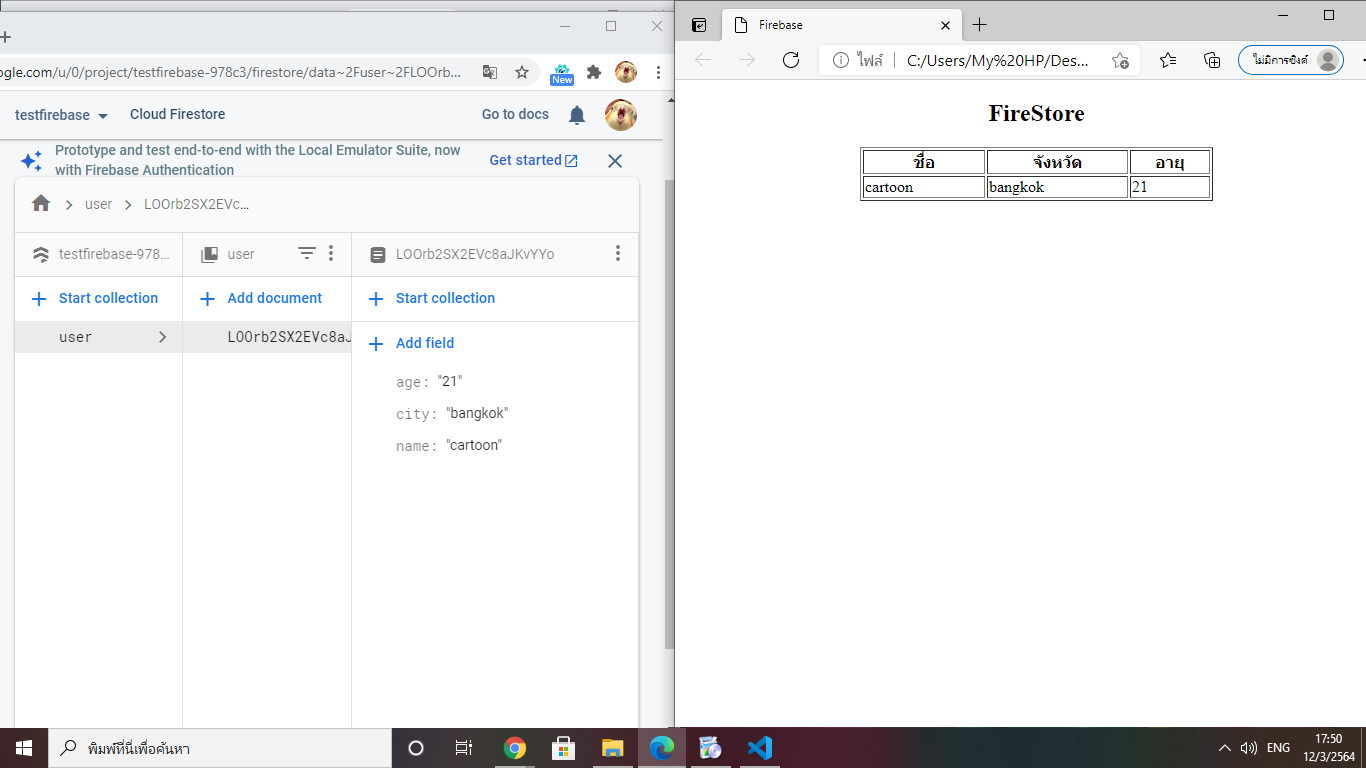 ogle.com/u/0/project/testfirebase-978c3/firestore/data~2Fuser~2FLOOrb...
New
testfirebase
Cloud Firestore
Go to docs
Prototype and test end-to-end with the Local Emulator Suite, now
with Firebase Authentication
Get started
user
LOOrb2SX2EVc...
testfirebase-978...
user
LOOrb2SX2EVc8aJKvYYo
Start collection
Add document
Start collection
user
LOOrb2SX2EVc8aJ
Add field
age: "21"
city: "bangkok"
name: "cartoon"
Firebase
ไฟล์
C:/Users/My%20HP/Des...
ไม่มีการซิงค์
FireStore
ชื่อ จังหวัด อายุ
cartoon bangkok 21
พิมพ์ที่นี่เพื่อค้นหา
ENG
17:50
12/3/2564